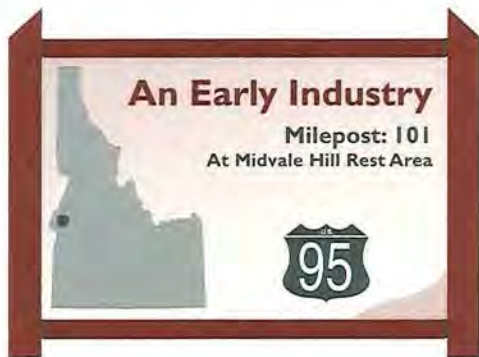 An Early Industry
Milepost: 101
At Midvale Hill Rest Area
U.S.
95